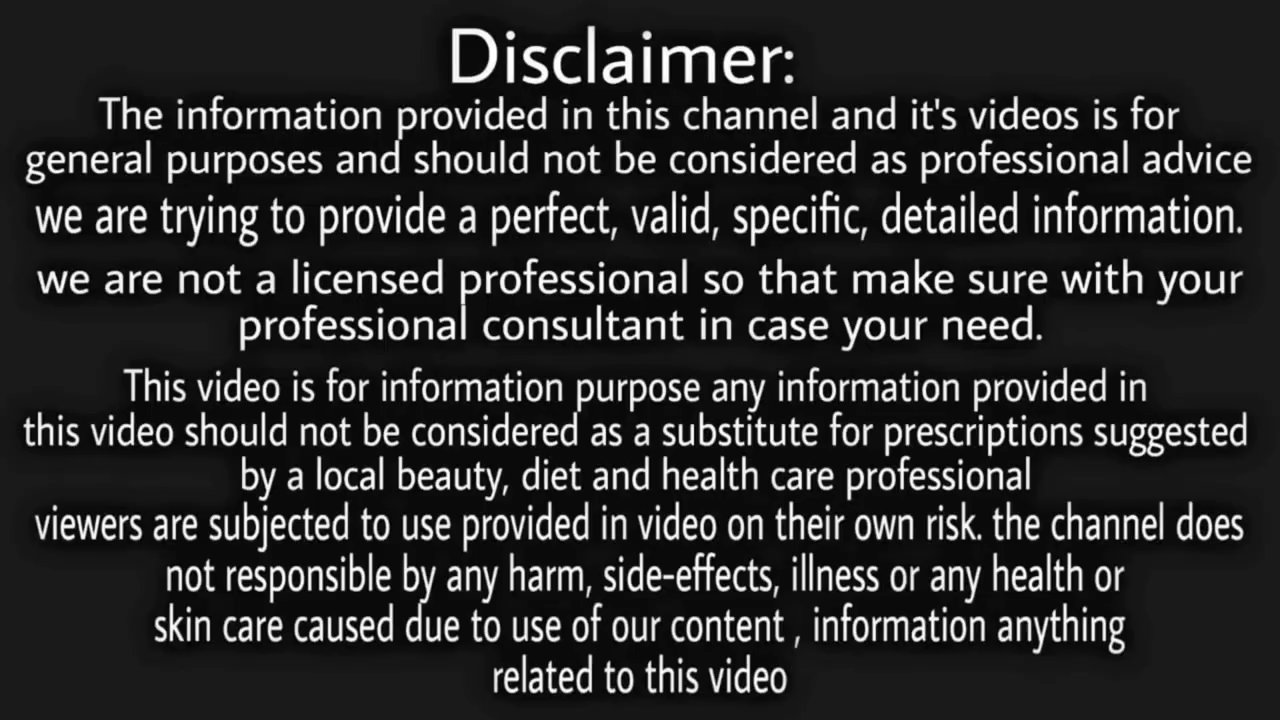 Disclaimer:
The information provided in this channel and it's videos is for
general purposes and should not be considered as professional advice
we are trying to provide a perfect, valid, specific, detailed information.
we are not a licensed professional so that make sure with your
professional consultant in case your need.
This video is for information purpose any information provided in
this video should not be considered as a substitute for prescriptions suggested
by a local beauty, diet and health care professional
viewers are subjected to use provided in video on their own risk. the channel does
not responsible by any harm, side-effects, illness or any health or
skin care caused due to use of our content , information anything
related to this video